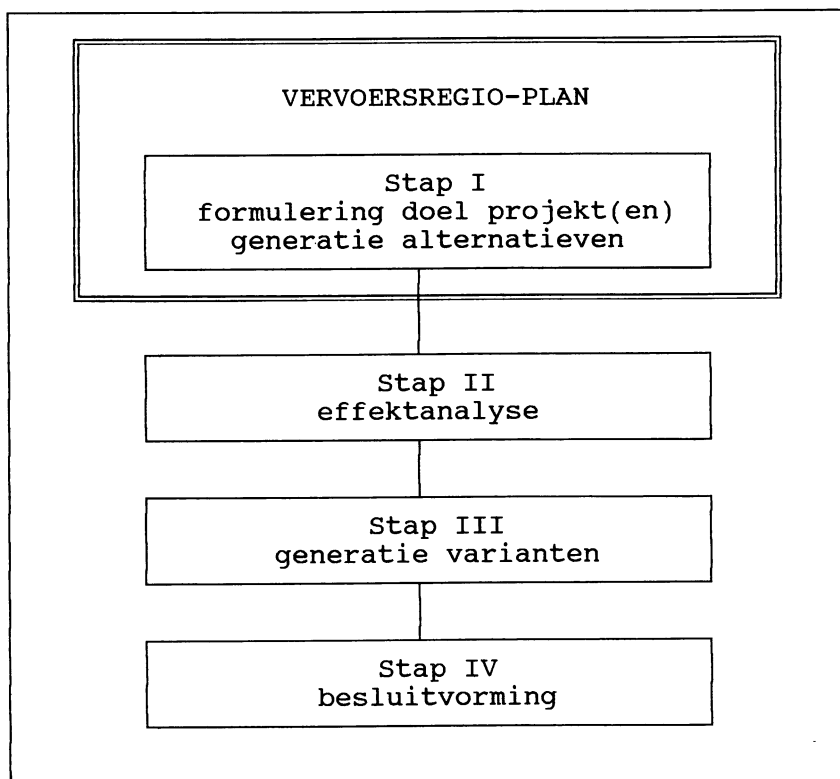 VERVOERSREGIO-PLAN
Stap I
formulering doel projekt(en)
generatie alternatieven
Stap II
effektanalyse
Stap III
generatie varianten
Stap IV
besluitvorming